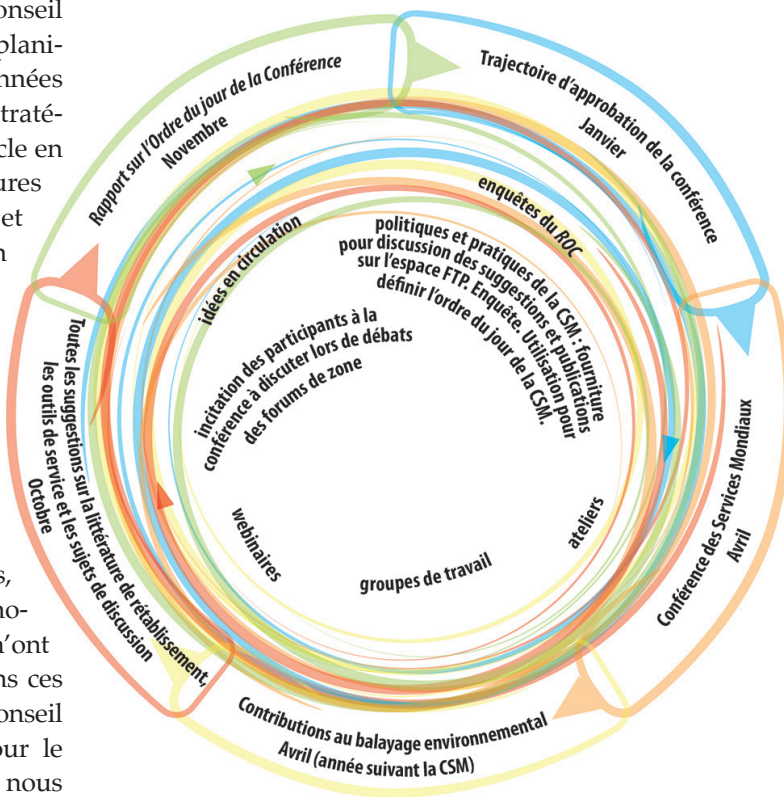 onseil
plani-
nnées
traté-
cle en
ures
et
n
s,
no-
n'ont
ns ces
onseil
our le
nous
Rapport sur l'Ordre du jour de la Conférence
Novembre
Trajectoire d'approbation de la conférence
Janvier
Conférence des Services Mondiaux
Avril
Contributions au balayage environnemental
Avril (année suivant la CSM)
Toutes les suggestions sur la littérature de rétablissement,
les outils de service et les sujets de discussion
Octobre
idées en circulation
enquêtes du ROC
politiques et pratiques de la CSM : fourniture
pour discussion des suggestions et publications
sur l'espace FTP. Enquête. Utilisation pour
définir l'ordre du jour de la CSM.
incitation des participants à la
conférence à discuter lors de débats
des forums de zone
webinaires
groupes de travail
ateliers